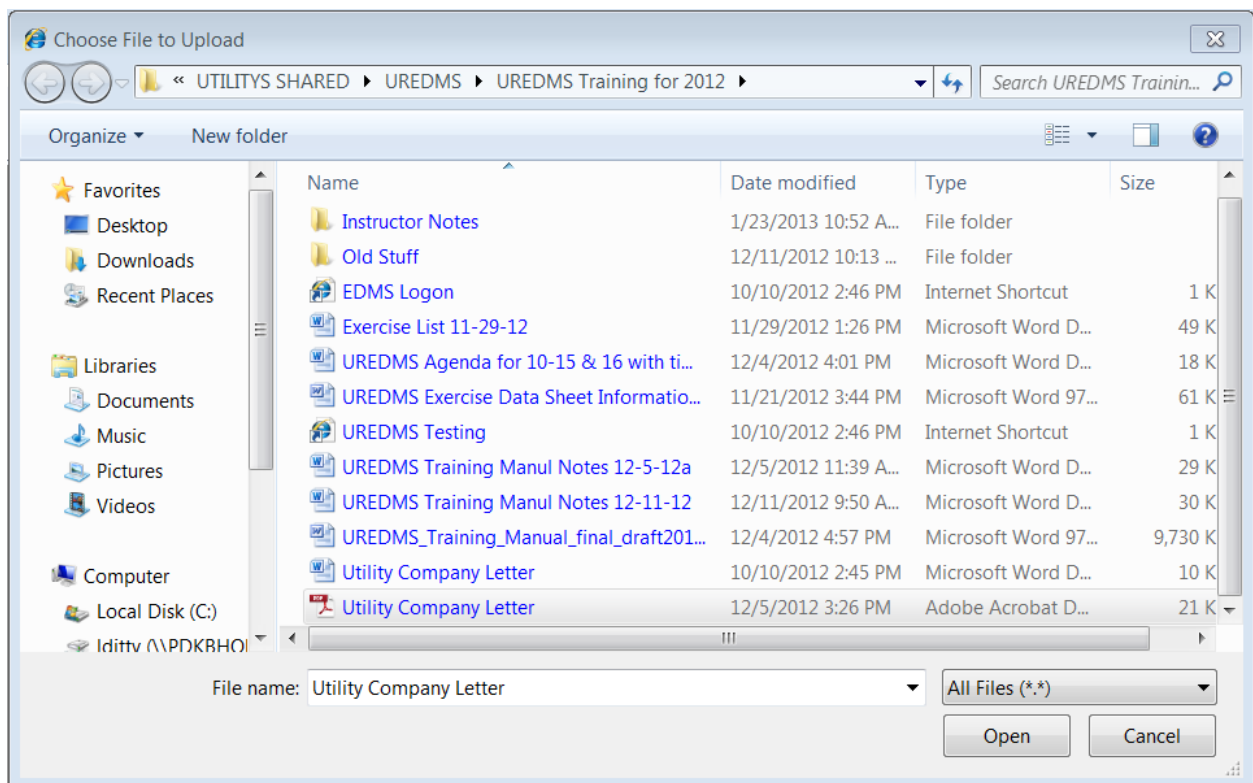 Choose File to Upload
« UTILITYS SHARED UREDMS UREDMS Training for 2012 Search UREDMS Trainin...
Organize New folder
Favorites
Desktop
Downloads
Recent Places
Libraries
Documents
Music
Pictures
Videos
Computer
Local Disk (C:)
Iditty (\\PDKBHO
Name Date modified Type Size
Instructor Notes 1/23/2013 10:52 A... File folder
Old Stuff 12/11/2012 10:13 ... File folder
EDMS Logon 10/10/2012 2:46 PM Internet Shortcut 1 K
Exercise List 11-29-12 11/29/2012 1:26 PM Microsoft Word D... 49 K
UREDMS Agenda for 10-15 & 16 with ti... 12/4/2012 4:01 PM Microsoft Word D... 18 K
UREDMS Exercise Data Sheet Informatio... 11/21/2012 3:44 PM Microsoft Word 97... 61 K
UREDMS Testing 10/10/2012 2:46 PM Internet Shortcut 1 K
UREDMS Training Manul Notes 12-5-12a 12/5/2012 11:39 A... Microsoft Word D... 29 K
UREDMS Training Manul Notes 12-11-12 12/11/2012 9:50 A... Microsoft Word D... 30 K
UREDMS_Training_Manual_final_draft201... 12/4/2012 4:57 PM Microsoft Word 97... 9,730 K
Utility Company Letter 10/10/2012 2:45 PM Microsoft Word D... 10 K
Utility Company Letter 12/5/2012 3:26 PM Adobe Acrobat D... 21 K
File name: Utility Company Letter All Files (*.*)
Open Cancel